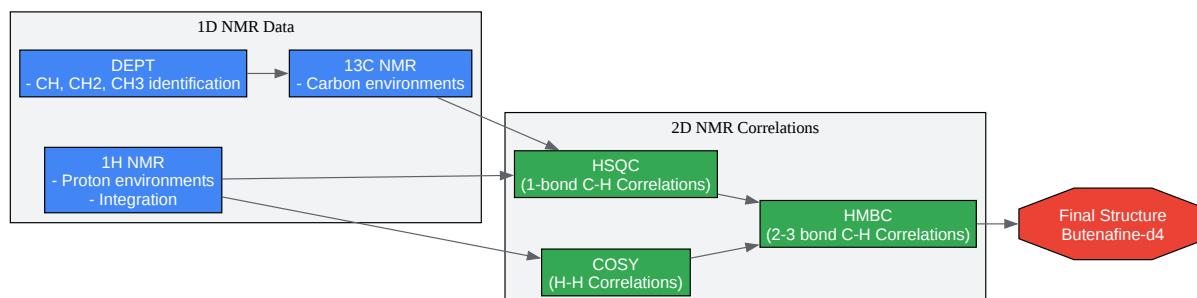 1D NMR Data
DEPT
- CH, CH2, CH3 identification
13C NMR
- Carbon environments
1H NMR
- Proton environments
- Integration
2D NMR Correlations
HSQC
(1-bond C-H Correlations)
COSY
(H-H Correlations)
HMBC
(2-3 bond C-H Correlations)
Final Structure
Butenafine-d4